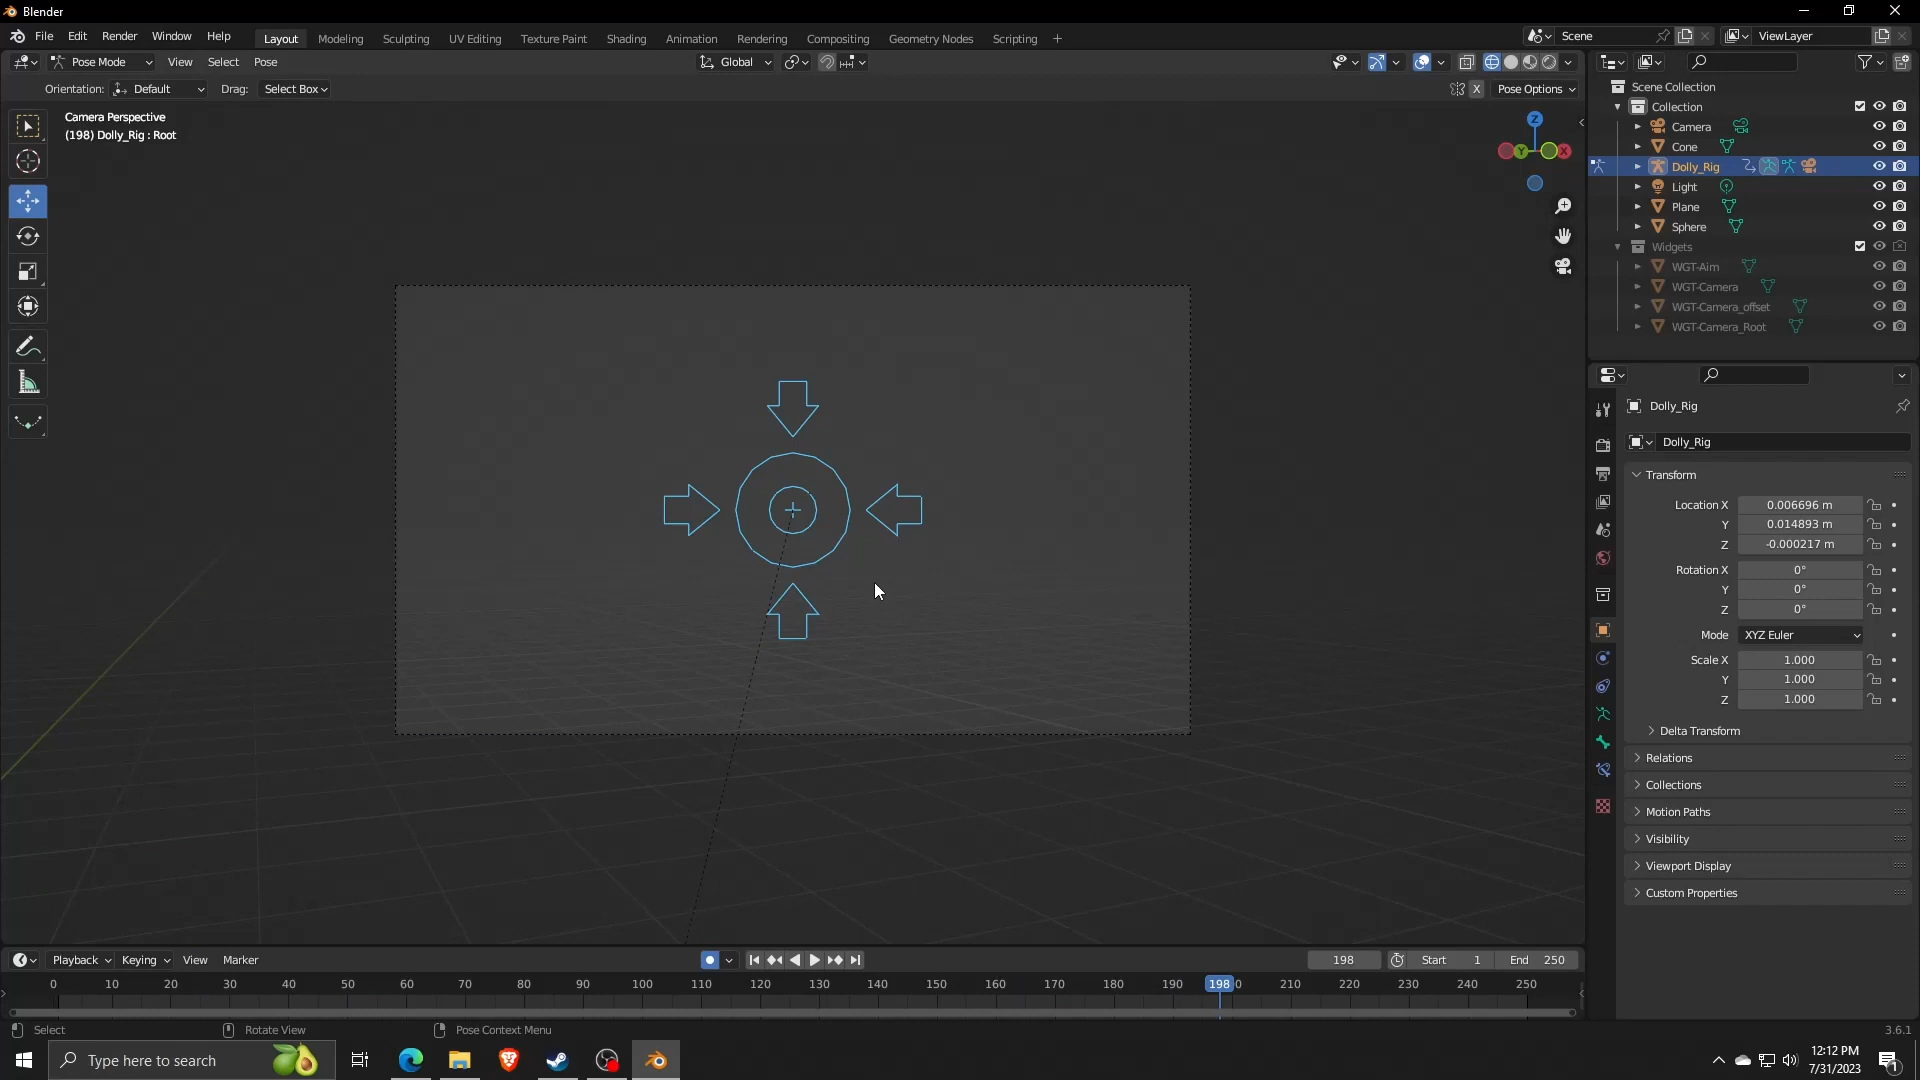 Blender
File Edit Render Window Help
Layout Modeling Sculpting UV Editing Texture Paint Shading Animation Rendering Compositing Geometry Nodes Scripting +
Scene
ViewLayer
Pose Mode View Select Pose
Global
Orientation: Default Drag: Select Box
X Pose Options
Camera Perspective
(198) Dolly_Rig : Root
Z
Y
X
Scene Collection
Collection
Camera
Cone
Dolly_Rig
Light
Plane
Sphere
Widgets
WGT-Aim
WGT-Camera
WGT-Camera_offset
WGT-Camera_Root
Dolly_Rig
Dolly_Rig
Transform
Location X 0.006696 m
Y 0.014893 m
Z -0.000217 m
Rotation X 0°
Y 0°
Z 0°
Mode XYZ Euler
Scale X 1.000
Y 1.000
Z 1.000
Delta Transform
Relations
Collections
Motion Paths
Visibility
Viewport Display
Custom Properties
Playback Keying View Marker
198 Start 1 End 250
0 10 20 30 40 50 60 70 80 90 100 110 120 130 140 150 160 170 180 190 198 0 210 220 230 240 250
Select Rotate View Pose Context Menu
3.6.1
Type here to search
12:12 PM
7/31/2023
1